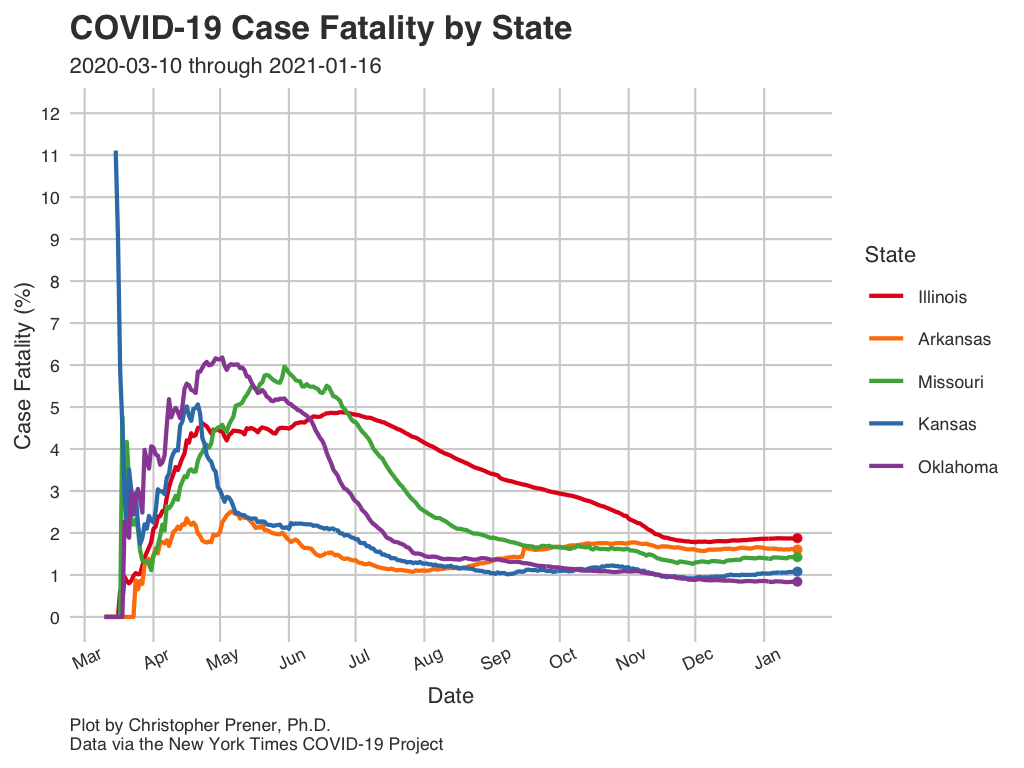 COVID-19 Case Fatality by State
2020-03-10 through 2021-01-16
12
11
10
9
8
7
6
5
4
3
2
1
0
Case Fatality (%)
Mar Apr May Jun Jul Aug Sep Oct Nov Dec Jan
Date
State
Illinois
Arkansas
Missouri
Kansas
Oklahoma
Plot by Christopher Prener, Ph.D.
Data via the New York Times COVID-19 Project